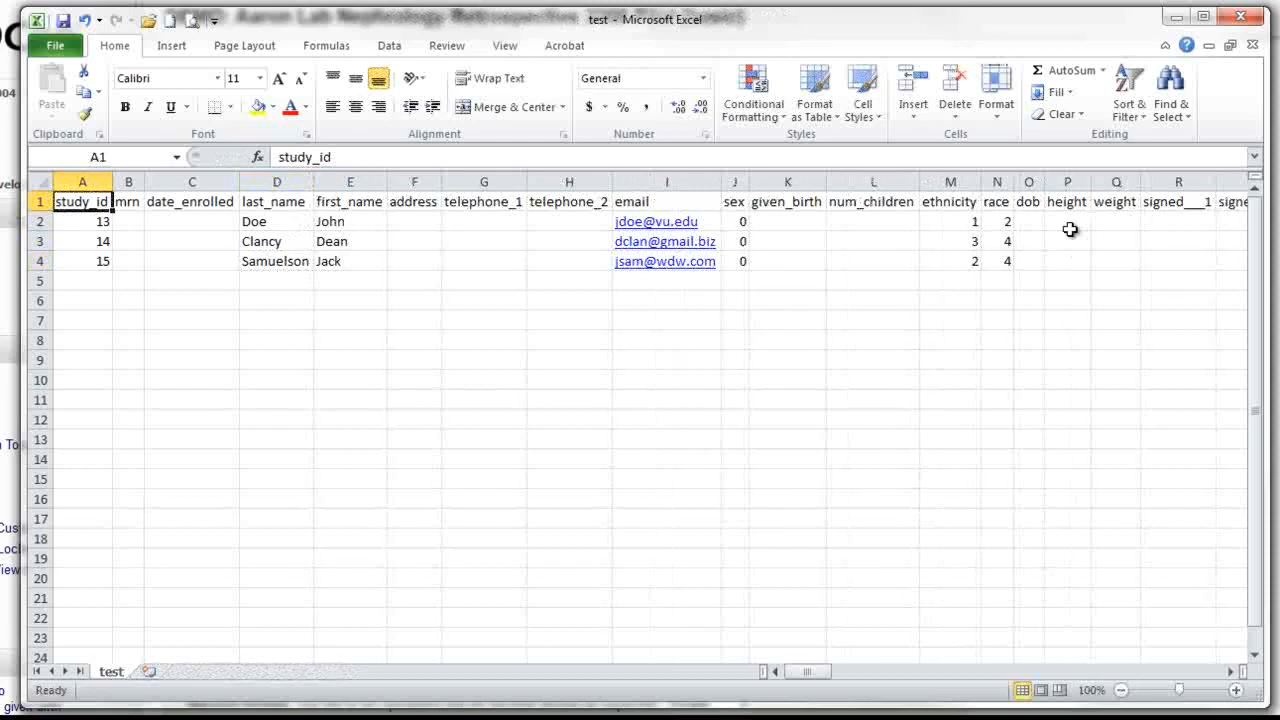 test - Microsoft Excel
File Home Insert Page Layout Formulas Data Review View Acrobat
Paste
Calibri 11
B I U
Wrap Text
Merge & Center
General
$ % ,
Conditional Formatting
Format as Table
Cell Styles
Insert Delete Format
AutoSum
Fill
Clear
Sort & Filter
Find & Select
Clipboard Font Alignment Number Styles Cells Editing
A1 fx study_id
A B C D E F G H I J K L M N O P Q R
1 study_id mrn date_enrolled last_name first_name address telephone_1 telephone_2 email sex given_birth num_children ethnicity race dob height weight signed___1 signe
2 13 Doe John jdoe@vu.edu 0 1 2
3 14 Clancy Dean dclan@gmail.biz 0 3 4
4 15 Samuelson Jack jsam@wdw.com 0 2 4
5
6
7
8
9
10
11
12
13
14
15
16
17
18
19
20
21
22
23
24
test
Ready 100%